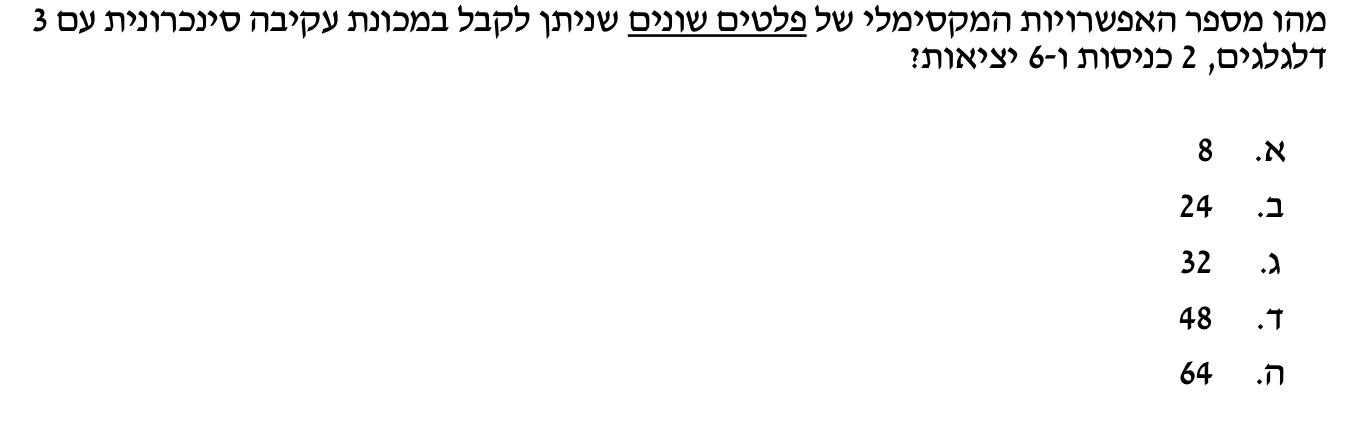 מהו מספר האפשרויות המקסימלי של פלטים שונים שניתן לקבל במכונת עקיבה סינכרונית עם 3
דלגלגים, 2 כניסות ו-6 יציאות?
א. 8
ב. 24
ג. 32
ד. 48
ה. 64